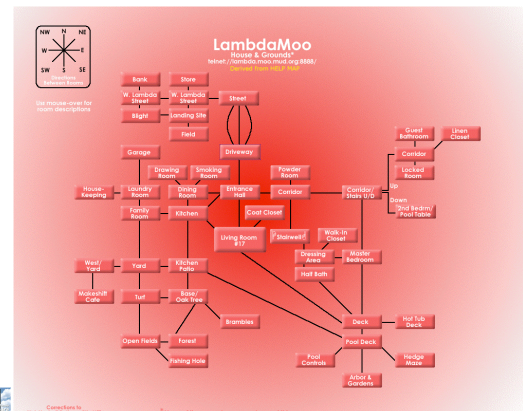 NW N NE
W E
SW S SE
Directions
Between Rooms
Use mouse-over for
room descriptions
LambdaMoo
House & Grounds*
telnet://lambda.moo.mud.org:8888/
Derived from HELP MAP
Bank
Store
W. Lambda
Street
W. Lambda
Street
Street
Blight
Landing Site
Field
Garage
Driveway
Drawing
Room
Smoking
Room
Powder
Room
Guest
Bathroom
Linen
Closet
Corridor
Locked
Room
House-
Keeping
Laundry
Room
Dining
Room
Entrance
Hall
Corridor
Corridor/
Stairs U/D
Up
Down
2nd Bedrm/
Pool Table
Family
Room
Kitchen
Coat Closet
Living Room
#17
Stairwell
Walk-In
Closet
Dressing
Area
Master
Bedroom
Half Bath
West/
Yard
Yard
Kitchen
Patio
Makeshift
Cafe
Turf
Base/
Oak Tree
Brambles
Deck
Hot Tub
Deck
Open Fields
Forest
Pool Deck
Fishing Hole
Pool
Controls
Hedge
Maze
Arbor &
Gardens
Corrections to